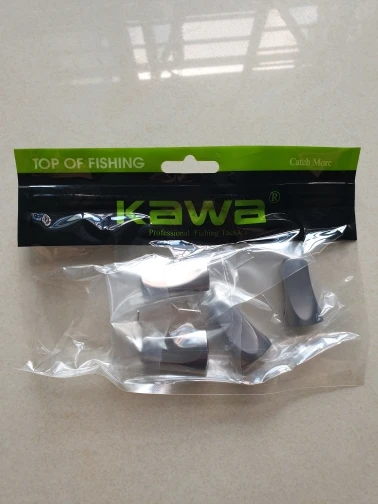 TOP OF FISHING
Catch More
KAWA®
Professional Fishing Tackle